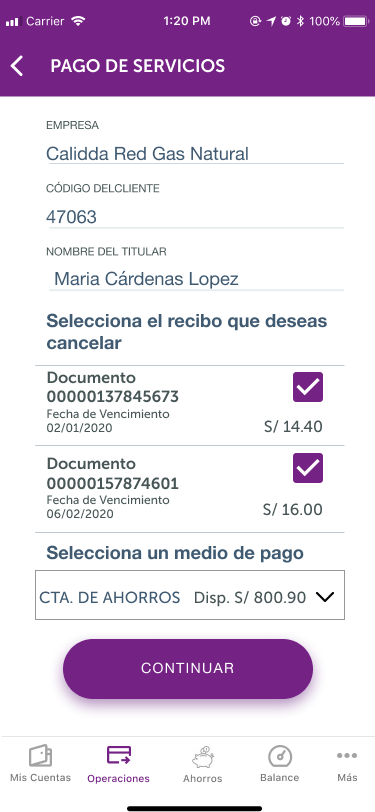 Carrier 1:20 PM 100%
PAGO DE SERVICIOS
EMPRESA
Calidda Red Gas Natural
CÓDIGO DELCLIENTE
47063
NOMBRE DEL TITULAR
Maria Cárdenas Lopez
Selecciona el recibo que deseas
cancelar
Documento
00000137845673
Fecha de Vencimiento
02/01/2020
S/ 14.40
Documento
00000157874601
Fecha de Vencimiento
06/02/2020
S/ 16.00
Selecciona un medio de pago
CTA. DE AHORROS Disp. S/ 800.90
CONTINUAR
Mis Cuentas Operaciones Ahorros Balance Más